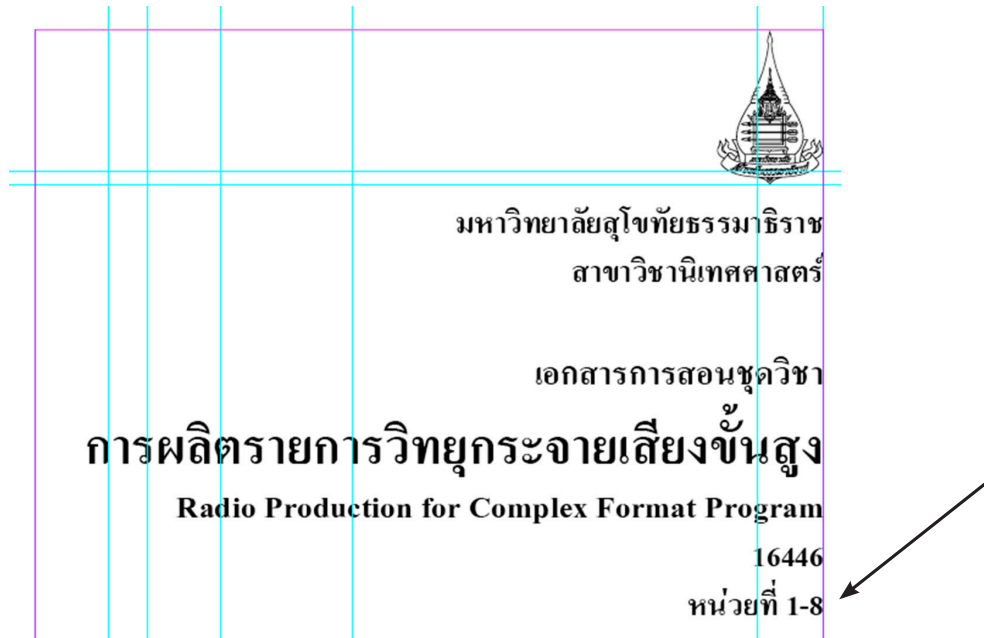 มหาวิทยาลัยสุโขทัยธรรมาธิราช
สาขาวิชานิเทศศาสตร์
เอกสารการสอนชุดวิชา
การผลิตรายการวิทยุกระจายเสียงขั้นสูง
Radio Production for Complex Format Program
16446
หน่วยที่ 1-8